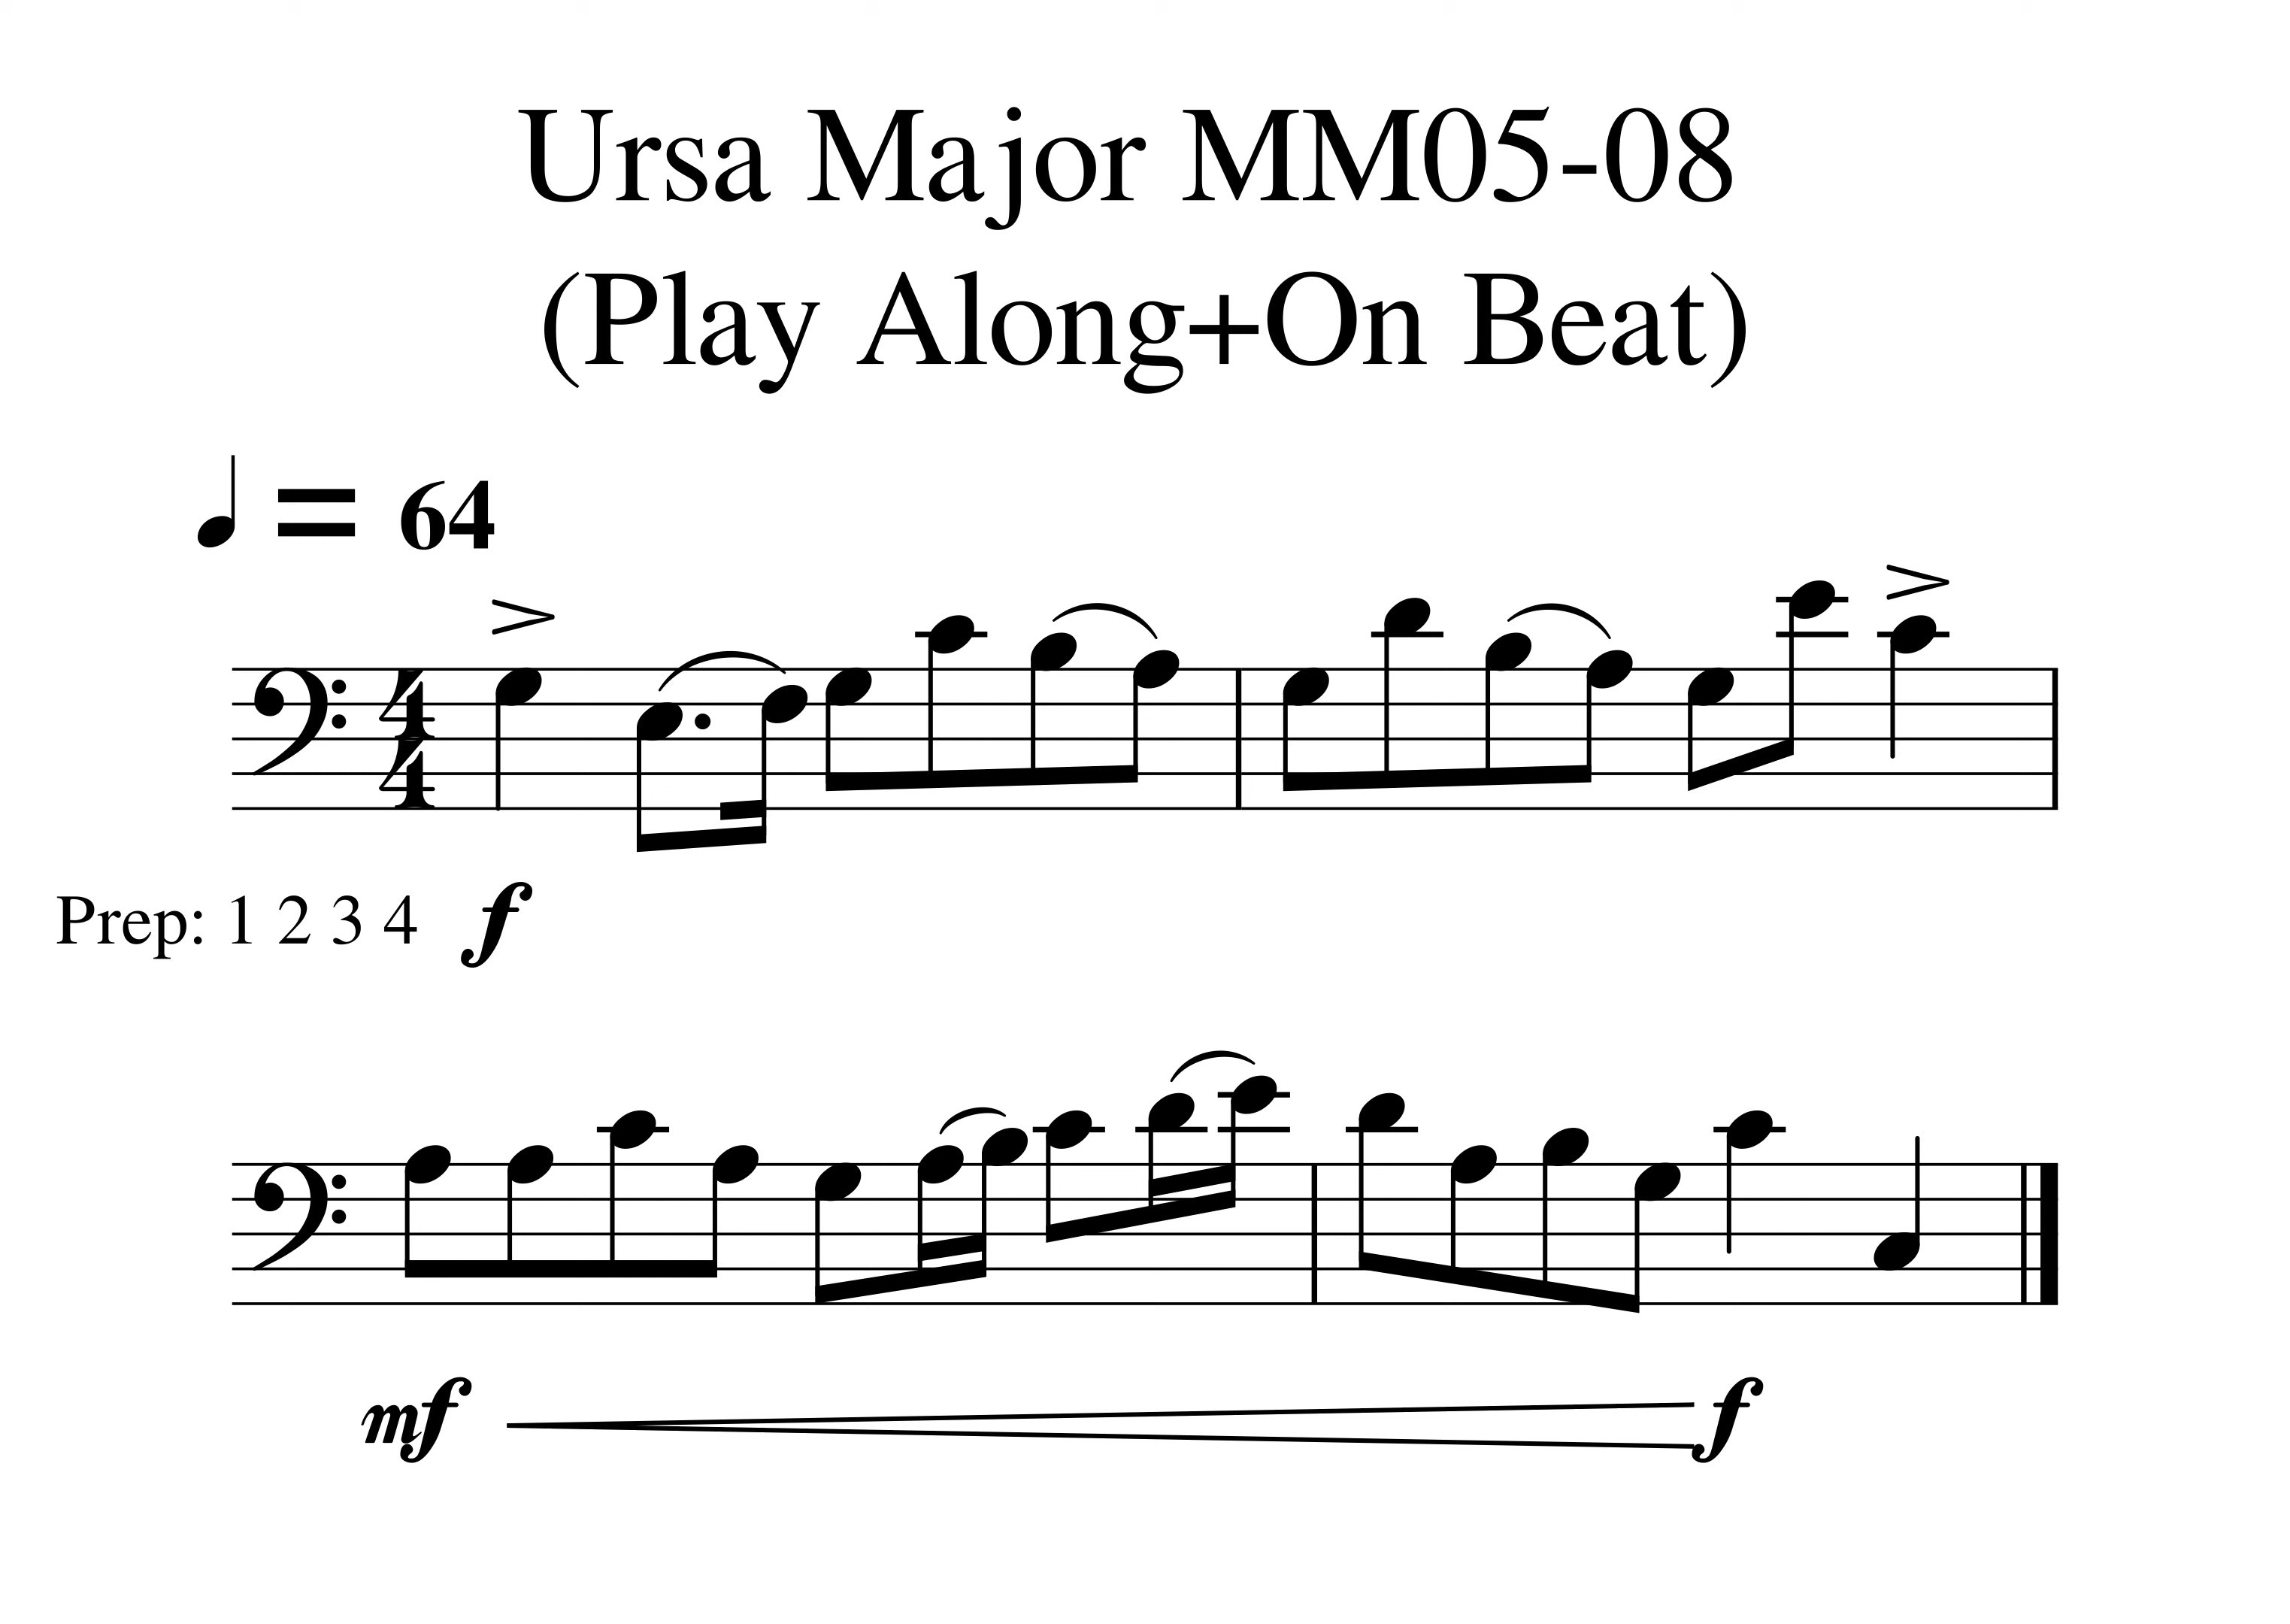 Ursa Major MM05-08
(Play Along+On Beat)
♩ = 64
Prep: 1 2 3 4 f
mf f